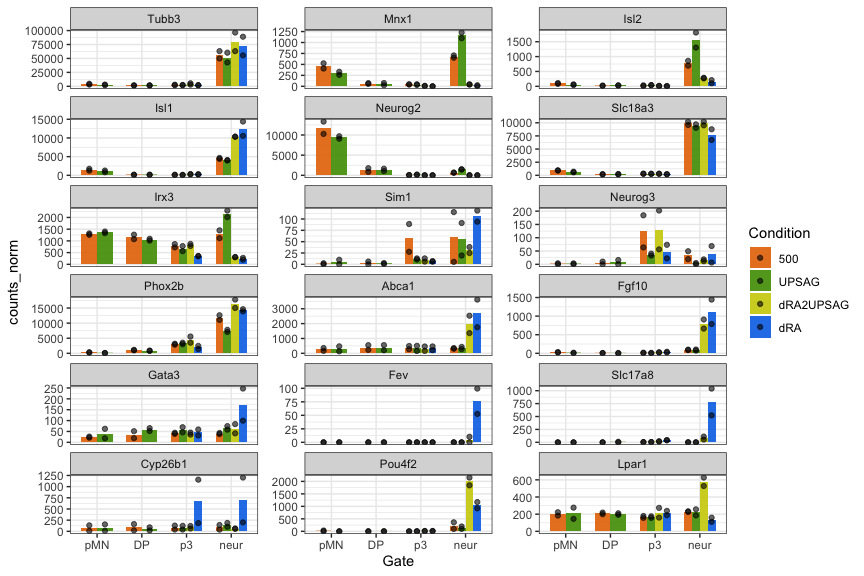 Tubb3 Mnx1 Isl2
100000 75000 50000 25000 0
1250 1000 750 500 250 0
1500 1000 500 0
Isl1 Neurog2 Slc18a3
15000 10000 5000 0
10000 5000 0
10000 7500 5000 2500 0
Irx3 Sim1 Neurog3
2000 1500 1000 500 0
100 75 50 25 0
200 150 100 50 0
counts_norm
Condition
500
UPSAG
dRA2UPSAG
dRA
Phox2b Abca1 Fgf10
15000 10000 5000 0
3000 2000 1000 0
1500 1000 500 0
Gata3 Fev Slc17a8
250 200 150 100 50 0
100 75 50 25 0
1000 750 500 250 0
Cyp26b1 Pou4f2 Lpar1
1250 1000 750 500 250 0
2000 1500 1000 500 0
600 400 200 0
pMN DP p3 neur pMN DP p3 neur pMN DP p3 neur
Gate